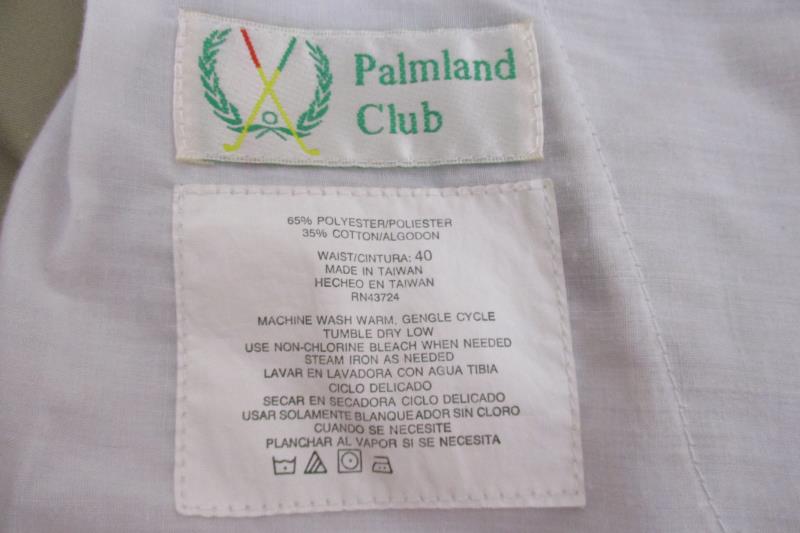 Palmland
Club
65% POLYESTER/POLIESTER
35% COTTON/ALGODON
WAIST/CINTURA: 40
MADE IN TAIWAN
HECHO EN TAIWAN
RN43724
MACHINE WASH WARM, GENGLE CYCLE
TUMBLE DRY LOW
USE NON-CHLORINE BLEACH WHEN NEEDED
STEAM IRON AS NEEDED
LAVAR EN LAVADORA CON AGUA TIBIA
CICLO DELICADO
SECAR EN SECADORA CICLO DELICADO
USAR SOLAMENTE BLANQUEADOR SIN CLORO
CUANDO SE NECESITE
PLANCHAR AL VAPOR SI SE NECESITA